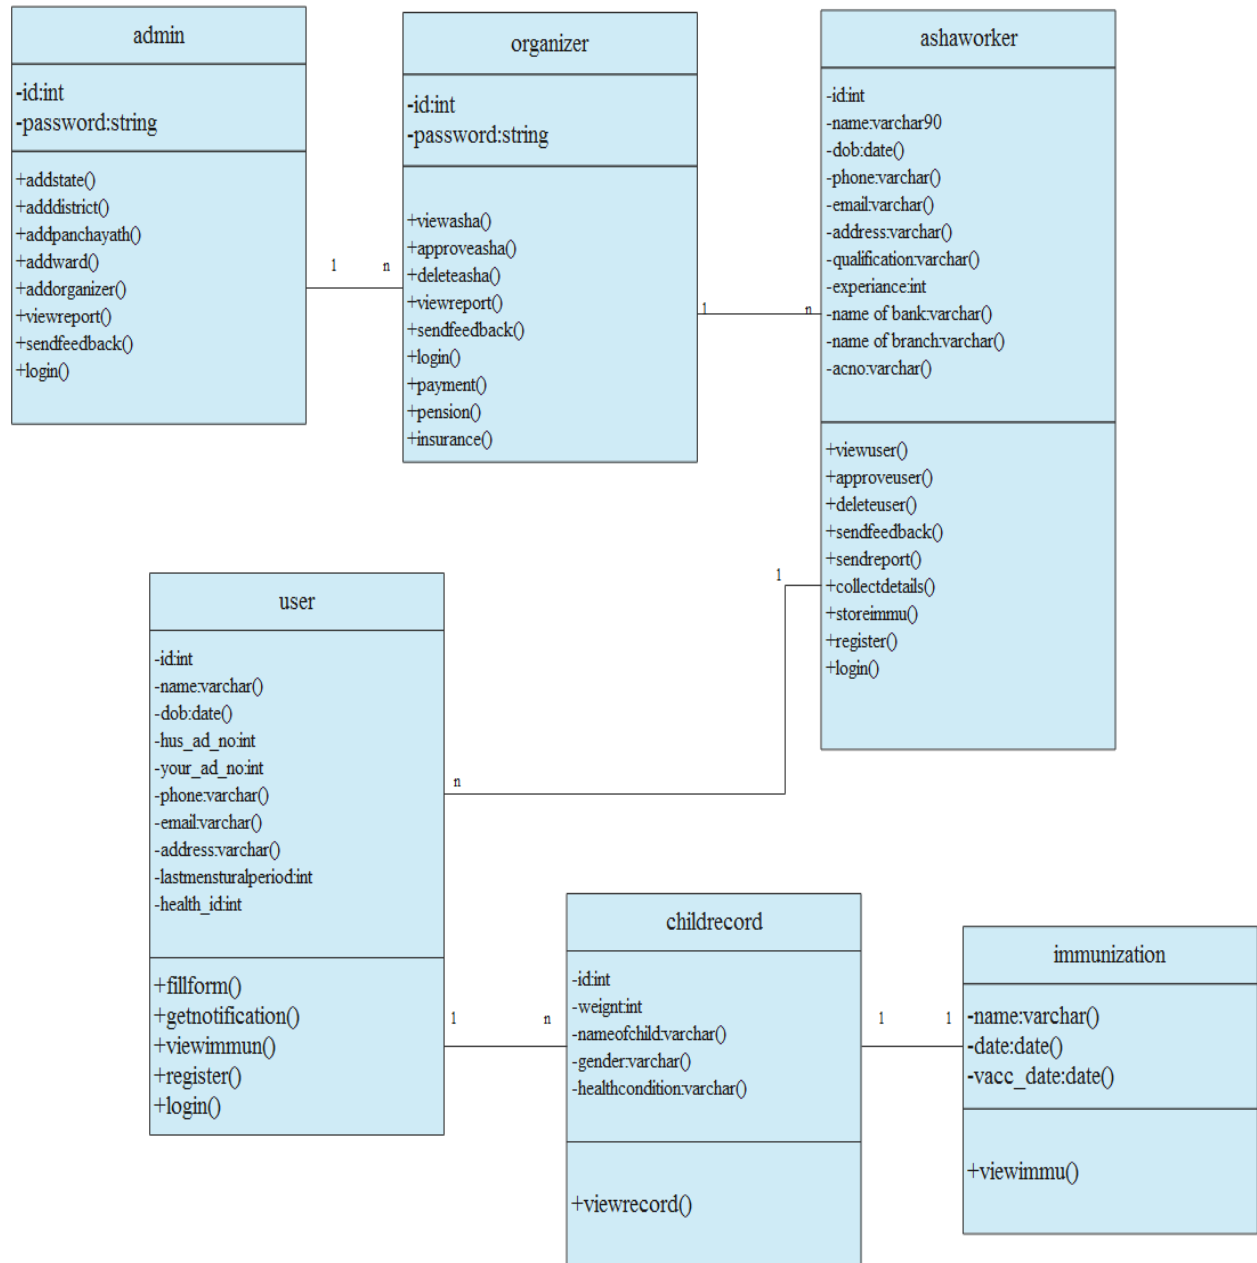 admin
-id:int
-password:string
+addstate()
+adddistrict()
+addpanchayath()
+addward()
+addorganizer()
+viewreport()
+sendfeedback()
+login()
1
n
organizer
-id:int
-password:string
+viewasha()
+approveasha()
+deleteasha()
+viewreport()
+sendfeedback()
+login()
+payment()
+pension()
+insurance()
1
n
ashaworker
-id:int
-name:varchar90
-dob:date()
-phone:varchar()
-email:varchar()
-address:varchar()
-qualification:varchar()
-experiance:int
-name of bank:varchar()
-name of branch:varchar()
-acno:varchar()
+viewuser()
+approveuser()
+deleteuser()
+sendfeedback()
+sendreport()
+collectdetails()
+storeimmu()
+register()
+login()
1
n
user
-id:int
-name:varchar()
-dob:date()
-hus_ad_no:int
-your_ad_no:int
-phone:varchar()
-email:varchar()
-address:varchar()
-lastmensturalperiod:int
-health_id:int
+fillform()
+getnotification()
+viewimmun()
+register()
+login()
1
n
childrecord
-id:int
-weignt:int
-nameofchild:varchar()
-gender:varchar()
-healthcondition:varchar()
+viewrecord()
1
1
immunization
-name:varchar()
-date:date()
-vacc_date:date()
+viewimmu()